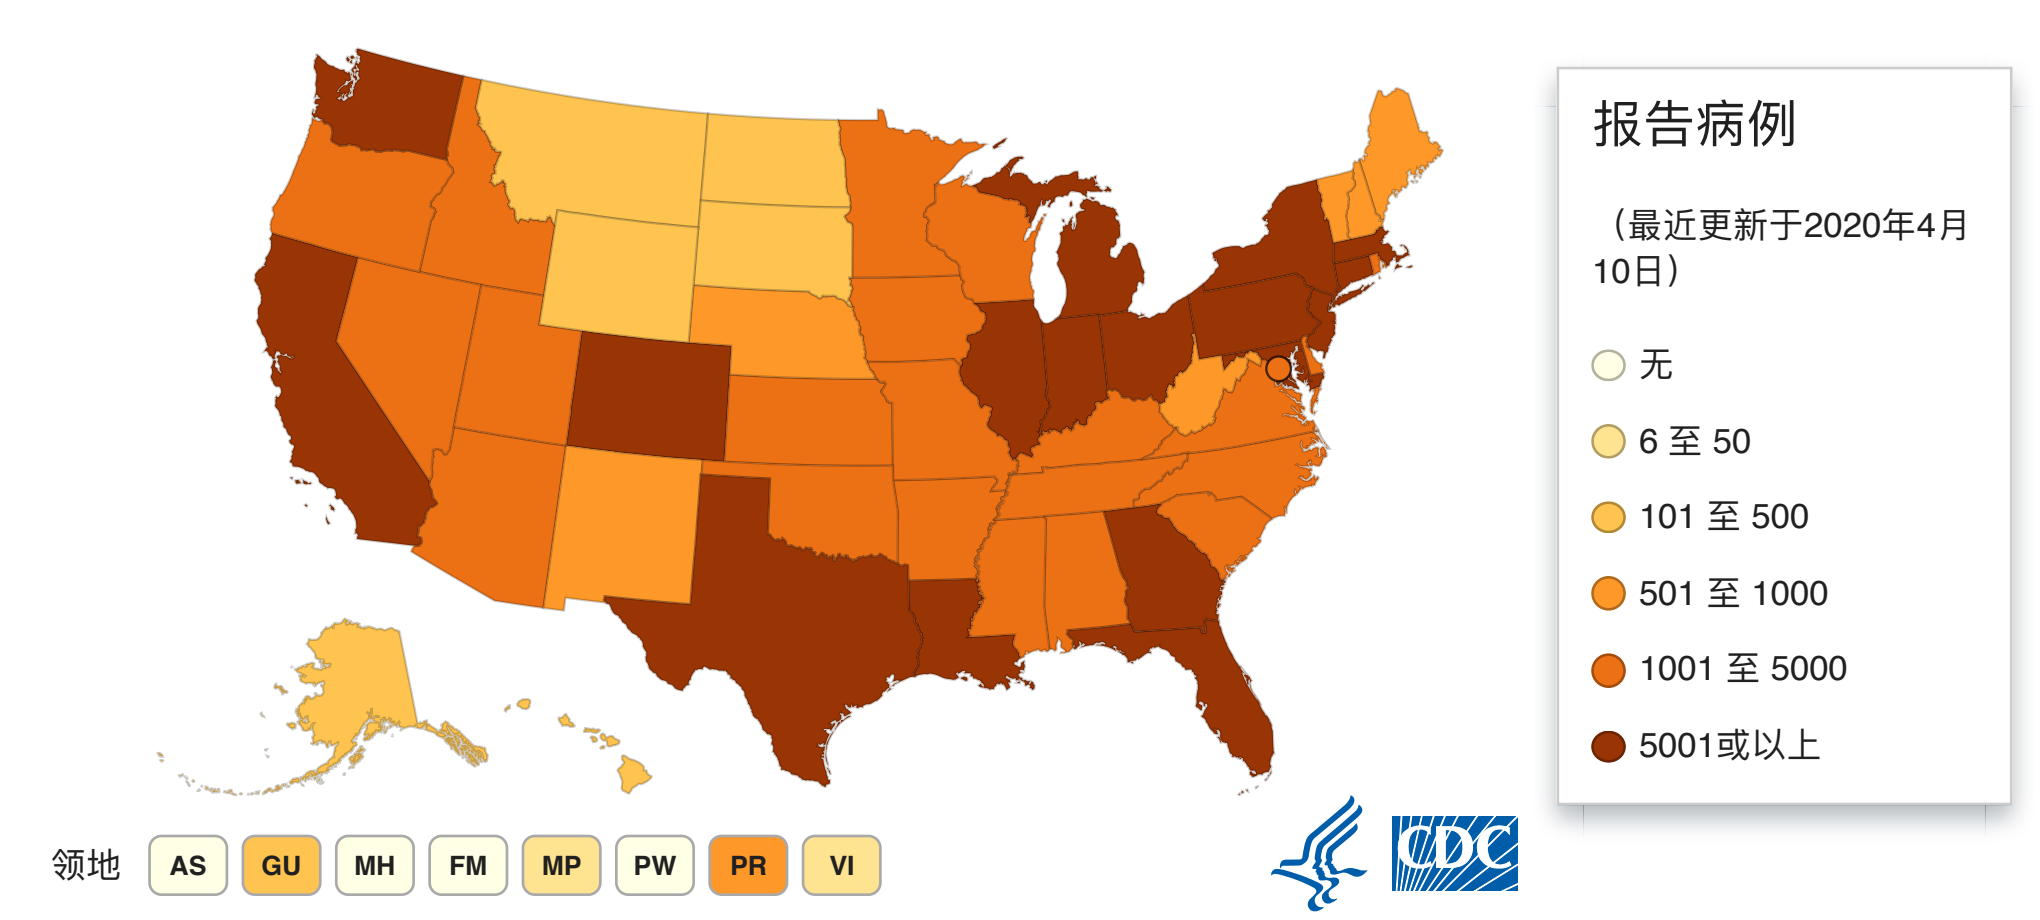 报告病例
（最近更新于2020年4月
10日）
无
6 至 50
101 至 500
501 至 1000
1001 至 5000
5001或以上
领地 AS GU MH FM MP PW PR VI
CDC